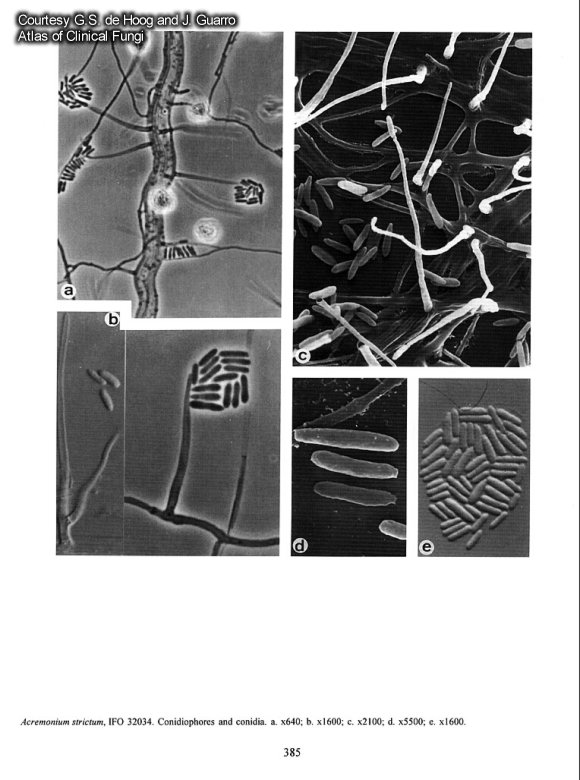 Courtesy G.S. de Hoog and J. Guarro
Atlas of Clinical Fungi
a
b
c
d
e
Acremonium strictum, IFO 32034. Conidiophores and conidia. a. x640; b. x1600; c. x2100; d. x5500; e. x1600.
385